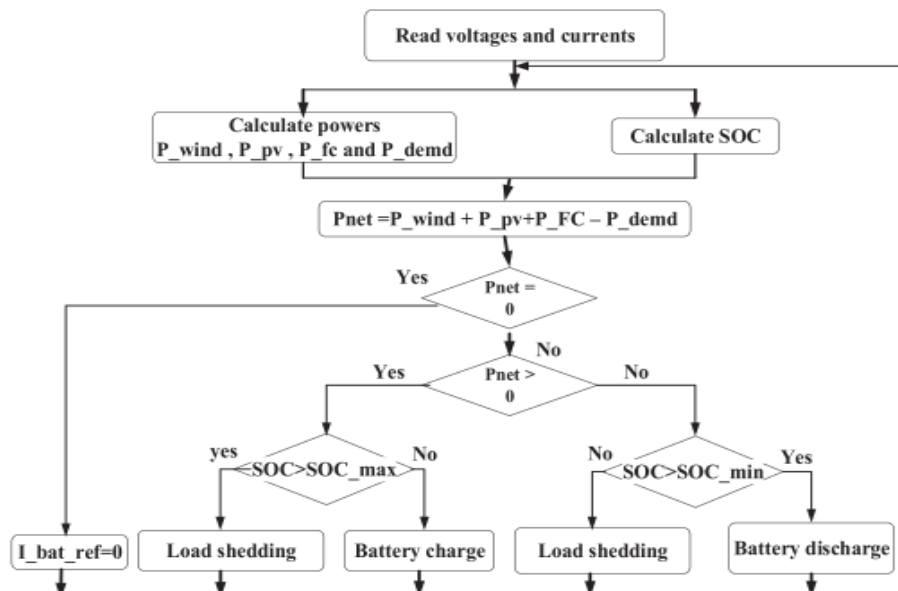 Read voltages and currents
Calculate powers
P_wind , P_pv , P_fc and P_demd
Calculate SOC
Pnet =P_wind + P_pv+P_FC – P_demd
Yes
Pnet =
0
No
Yes
Pnet >
0
No
yes
SOC>SOC_max
No
No
SOC>SOC_min
Yes
I_bat_ref=0
Load shedding
Battery charge
Load shedding
Battery discharge